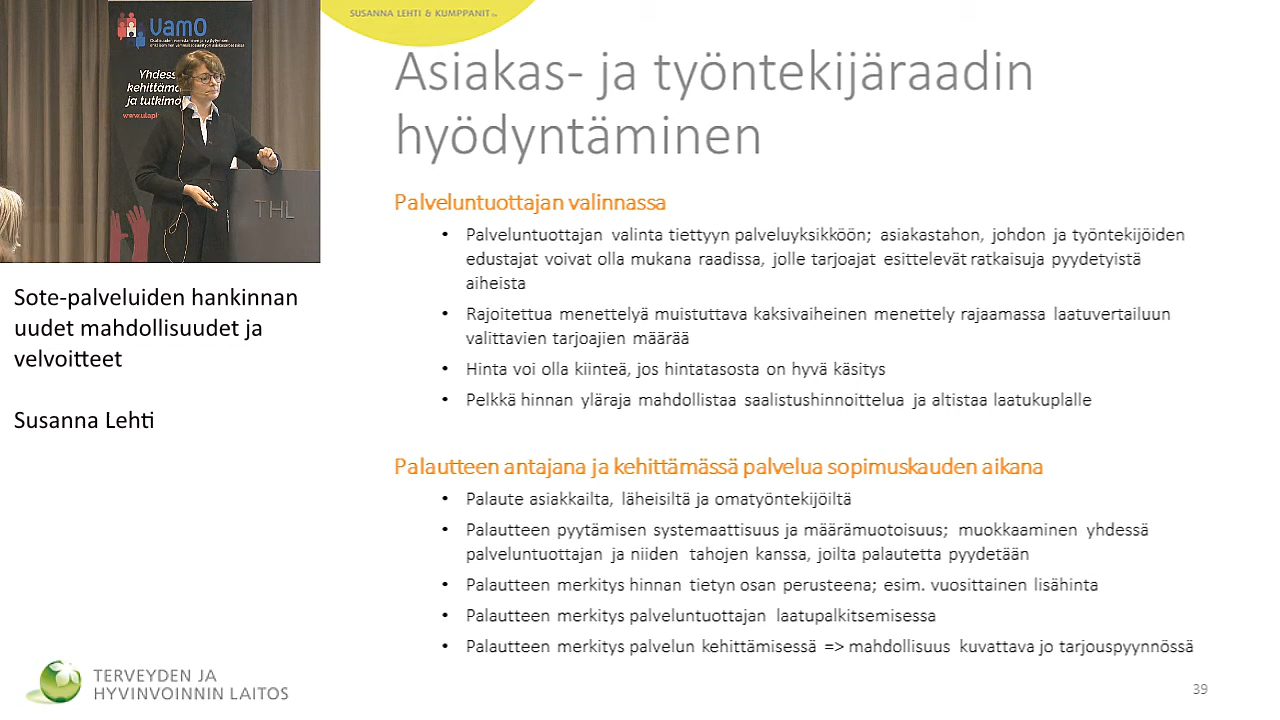 VamO
Yhdess
kehittämä
ja tutkimo
www.ulapl
THL
Sote-palveluiden hankinnan
uudet mahdollisuudet ja
velvoitteet
Susanna Lehti
TERVEYDEN JA
HYVINVOINNIN LAITOS
SUSANNA LEHTI & KUMPPANIT
Asiakas- ja työntekijäraadin
hyödyntäminen
Palveluntuottajan valinnassa
• Palveluntuottajan valinta tiettyyn palveluyksikköön; asiakastahon, johdon ja työntekijöiden
edustajat voivat olla mukana raadissa, jolle tarjoajat esittelevät ratkaisuja pyydetyistä
aiheista
• Rajoitettua menettelyä muistuttava kaksivaiheinen menettely rajaamassa laatuvertailuun
valittavien tarjoajien määrää
• Hinta voi olla kiinteä, jos hintatasosta on hyvä käsitys
• Pelkkä hinnan yläraja mahdollistaa saalistushinnoittelua ja altistaa laatukuplalle
Palautteen antajana ja kehittämässä palvelua sopimuskauden aikana
• Palaute asiakkailta, läheisiltä ja omatyöntekijöiltä
• Palautteen pyytämisen systemaattisuus ja määrämuotoisuus; muokkaaminen yhdessä
palveluntuottajan ja niiden tahojen kanssa, joilta palautetta pyydetään
• Palautteen merkitys hinnan tietyn osan perusteena; esim. vuosittainen lisähinta
• Palautteen merkitys palveluntuottajan laatupalkitsemisessa
• Palautteen merkitys palvelun kehittämisessä => mahdollisuus kuvattava jo tarjouspyynnössä
39